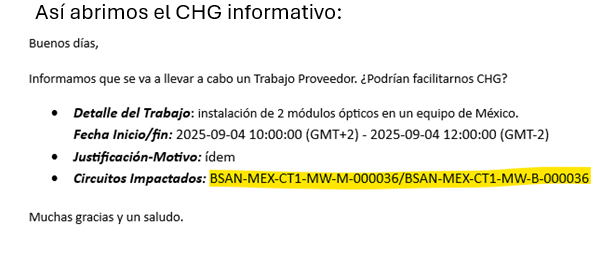 Así abrimos el CHG informativo:
Buenos días,
Informamos que se va a llevar a cabo un Trabajo Proveedor. ¿Podrían facilitarnos CHG?
• Detalle del Trabajo: instalación de 2 módulos ópticos en un equipo de México.
Fecha Inicio/fin: 2025-09-04 10:00:00 (GMT+2) - 2025-09-04 12:00:00 (GMT-2)
• Justificación-Motivo: ídem
• Circuitos Impactados: BSAN-MEX-CT1-MW-M-000036/BSAN-MEX-CT1-MW-B-000036
Muchas gracias y un saludo.